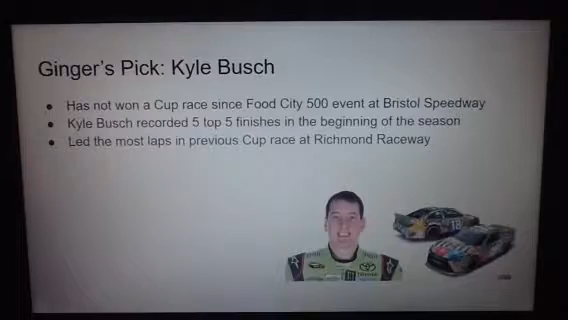 Ginger's Pick: Kyle Busch
Has not won a Cup race since Food City 500 event at Bristol Speedway
Kyle Busch recorded 5 top 5 finishes in the beginning of the season
Led the most laps in previous Cup race at Richmond Raceway
18